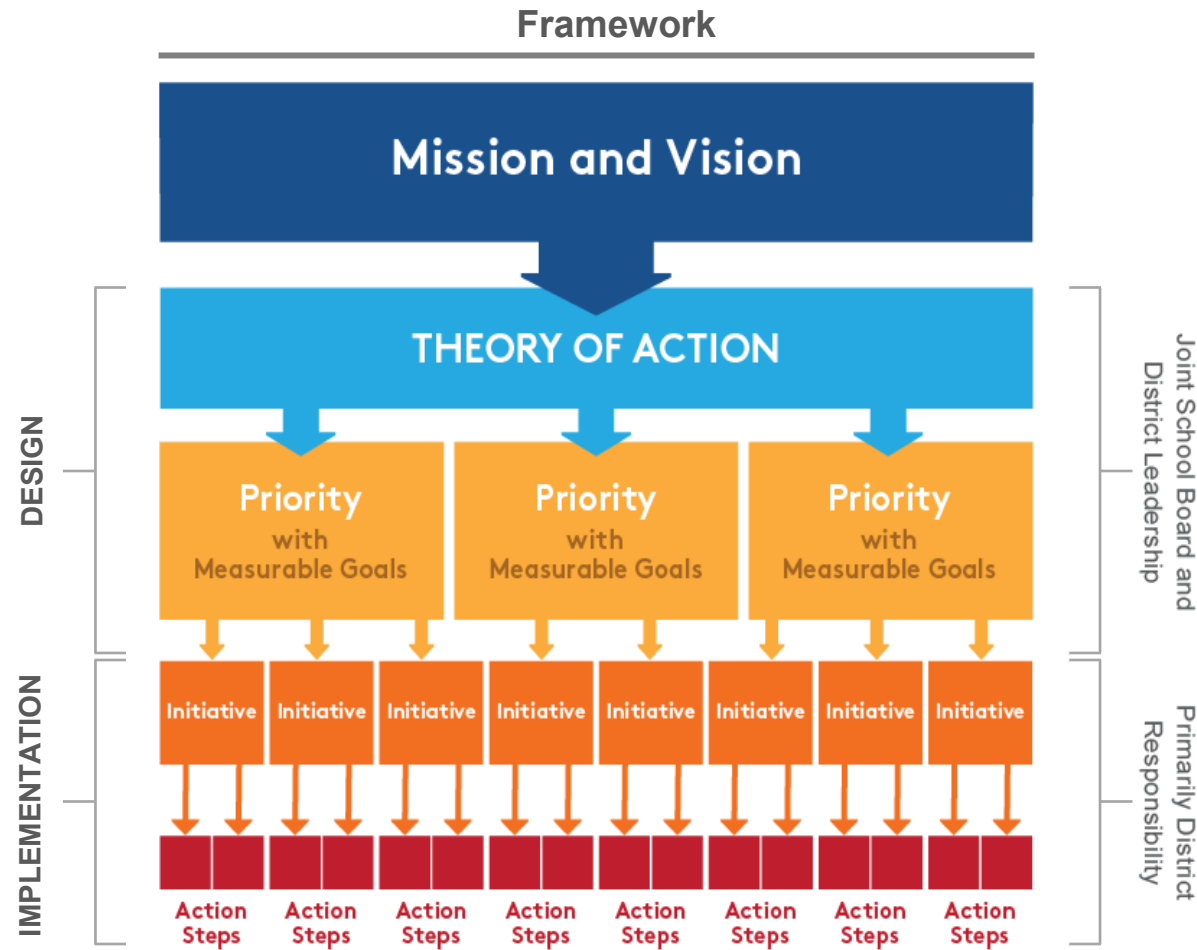 Framework
Mission and Vision
THEORY OF ACTION
DESIGN
Joint School Board and
District Leadership
Priority
with
Measurable Goals
Priority
with
Measurable Goals
Priority
with
Measurable Goals
IMPLEMENTATION
Primarily District
Responsibility
Initiative
Initiative
Initiative
Initiative
Initiative
Initiative
Initiative
Initiative
Action
Steps
Action
Steps
Action
Steps
Action
Steps
Action
Steps
Action
Steps
Action
Steps
Action
Steps